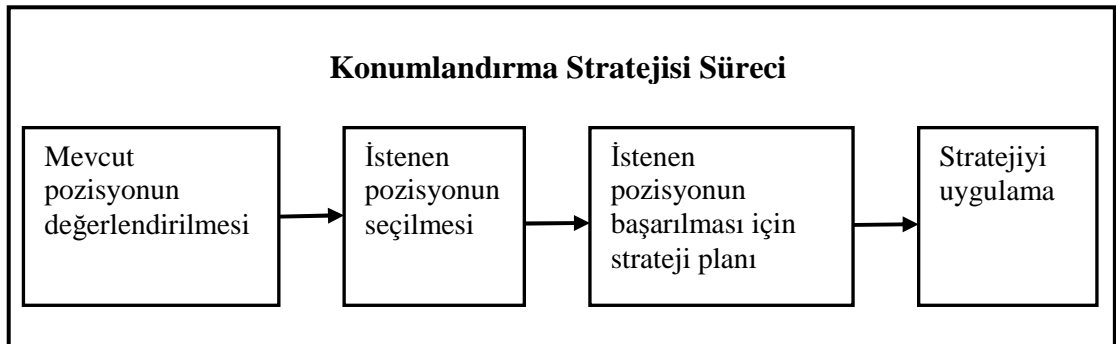 Konumlandırma Stratejisi Süreci
Mevcut
pozisyonun
değerlendirilmesi
İstenen
pozisyonun
seçilmesi
İstenen
pozisyonun
başarılması için
strateji planı
Stratejiyi
uygulama